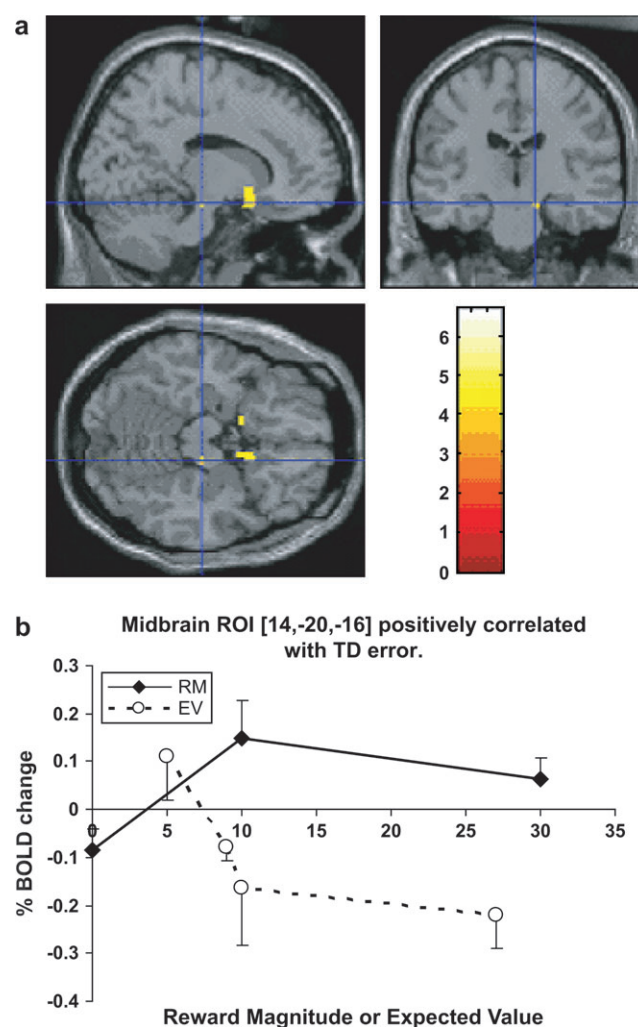 a
6
5
4
3
2
1
0
b
Midbrain ROI [14,-20,-16] positively correlated
with TD error.
RM
EV
% BOLD change
0.3
0.2
0.1
0
-0.1
-0.2
-0.3
-0.4
0 5 10 15 20 25 30 35
Reward Magnitude or Expected Value